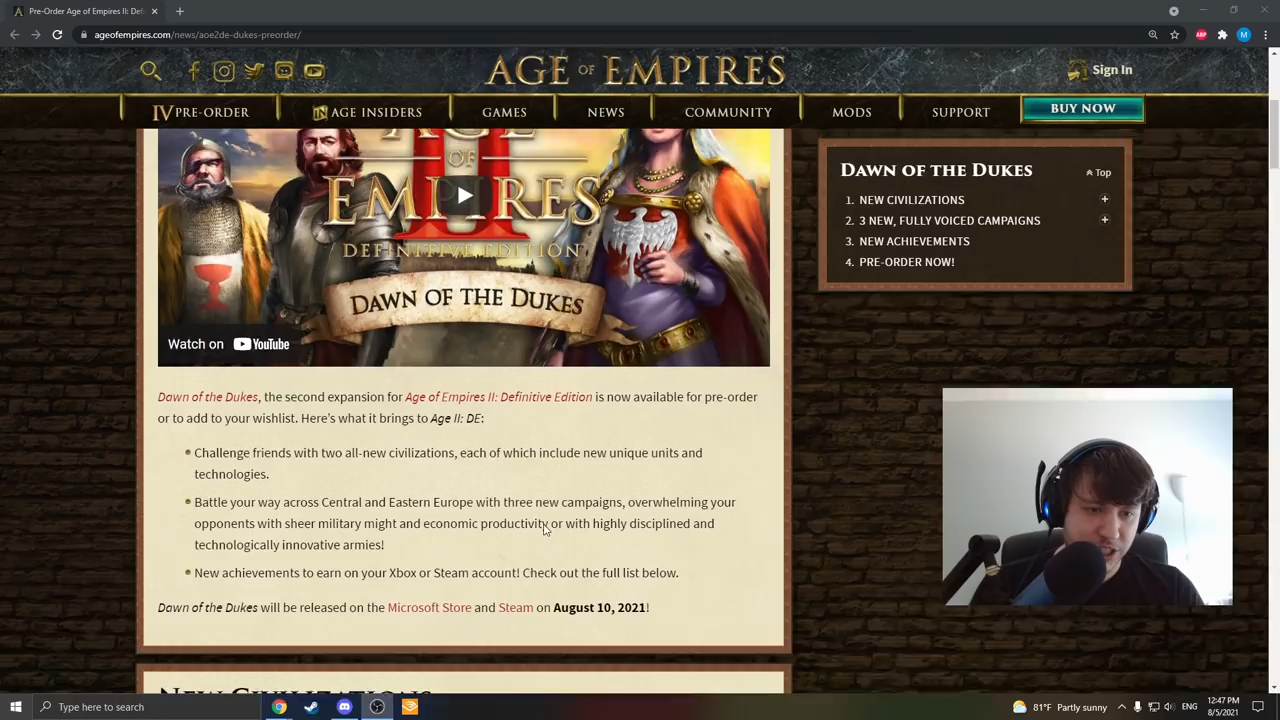 Pre-Order Age of Empires II: Defi
ageofempires.com/news/aoe2de-dukes-preorder/
ABP
M
AGE OF EMPIRES
Sign In
IV PRE-ORDER
AGE INSIDERS
GAMES
NEWS
COMMUNITY
MODS
SUPPORT
BUY NOW
AGE
OF
EMPIRES
II
DEFINITIVE EDITION
DAWN OF THE DUKES
Watch on YouTube
Dawn of the Dukes, the second expansion for Age of Empires II: Definitive Edition is now available for pre-order
or to add to your wishlist. Here's what it brings to Age II: DE:
Challenge friends with two all-new civilizations, each of which include new unique units and
technologies.
Battle your way across Central and Eastern Europe with three new campaigns, overwhelming your
opponents with sheer military might and economic productivity or with highly disciplined and
technologically innovative armies!
New achievements to earn on your Xbox or Steam account! Check out the full list below.
Dawn of the Dukes will be released on the Microsoft Store and Steam on August 10, 2021!
NEW CIVILIZATIONS
DAWN OF THE DUKES
Top
1. NEW CIVILIZATIONS
2. 3 NEW, FULLY VOICED CAMPAIGNS
3. NEW ACHIEVEMENTS
4. PRE-ORDER NOW!
Type here to search
81°F Partly sunny
ENG
12:47 PM
8/5/2021